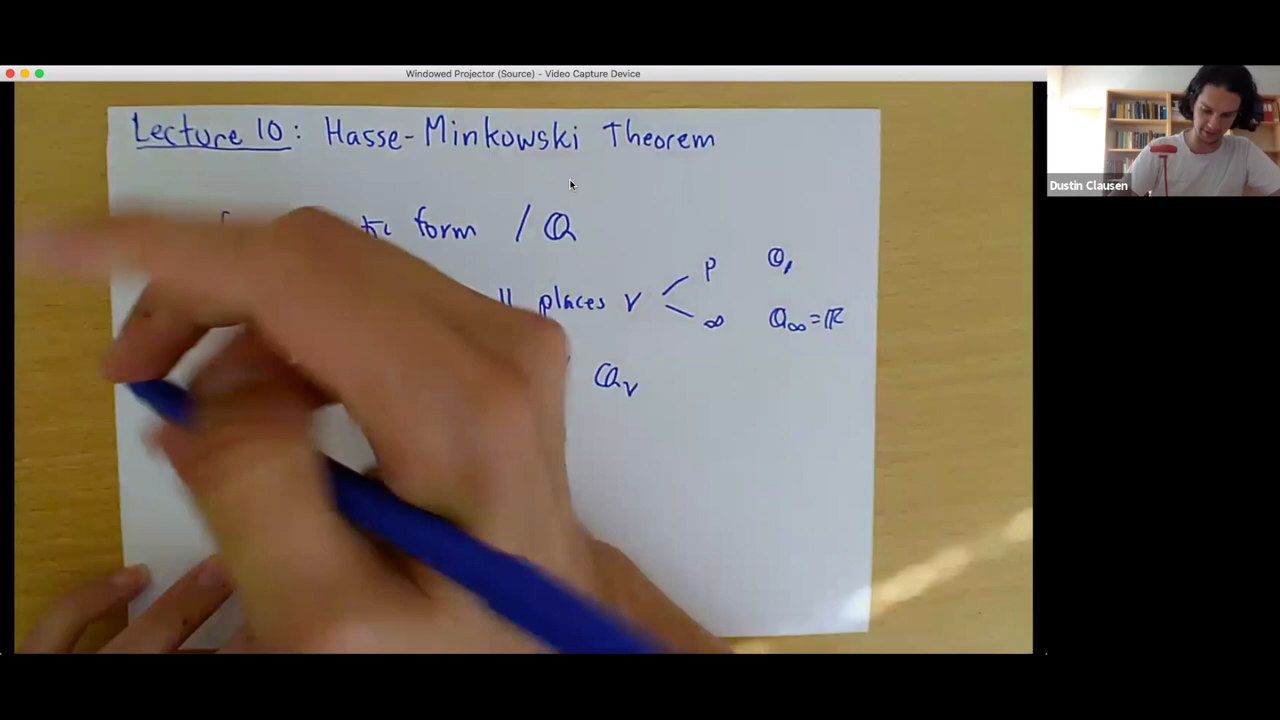 Windowed Projector (Source) - Video Capture Device
Lecture 10: Hasse-Minkowski Theorem
form / ℚ
places v < p ℚp
∞ ℚ∞ = ℝ
ℚv
Dustin Clausen